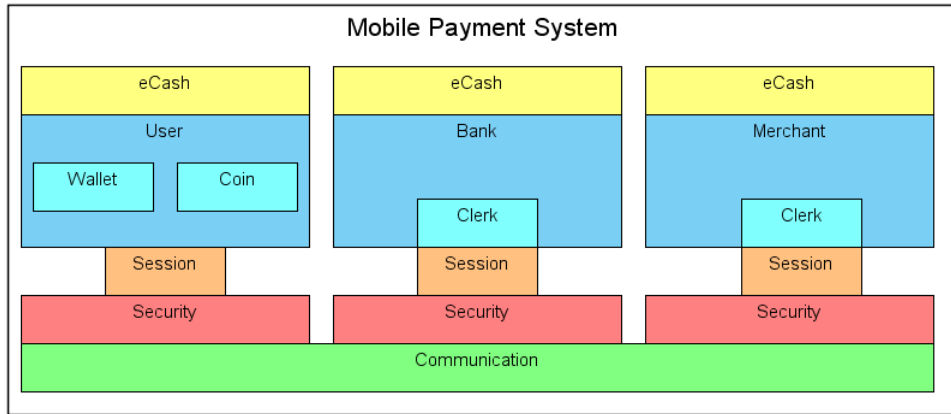 Mobile Payment System
eCash
eCash
eCash
User
Bank
Merchant
Wallet
Coin
Clerk
Clerk
Session
Session
Session
Security
Security
Security
Communication